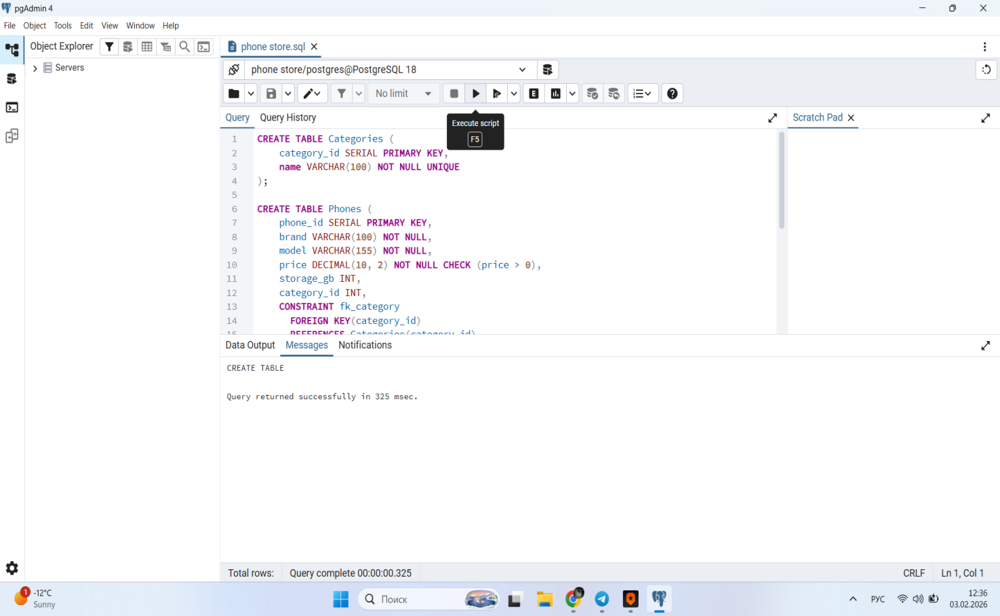 pgAdmin 4
File Object Tools Edit View Window Help
Object Explorer
phone store.sql
Servers
phone store/postgres@PostgreSQL 18
No limit
Query Query History
Execute script
F5
Scratch Pad
1 CREATE TABLE Categories (
2 category_id SERIAL PRIMARY KEY,
3 name VARCHAR(100) NOT NULL UNIQUE
4 );
5
6 CREATE TABLE Phones (
7 phone_id SERIAL PRIMARY KEY,
8 brand VARCHAR(100) NOT NULL,
9 model VARCHAR(155) NOT NULL,
10 price DECIMAL(10, 2) NOT NULL CHECK (price > 0),
11 storage_gb INT,
12 category_id INT,
13 CONSTRAINT fk_category
14 FOREIGN KEY(category_id)
15 REFERENCES Categories(category_id)
Data Output Messages Notifications
CREATE TABLE
Query returned successfully in 325 msec.
Total rows: Query complete 00:00:00.325
CRLF Ln 1, Col 1
1
-12°C
Sunny
Поиск
РУС
12:36
03.02.2026